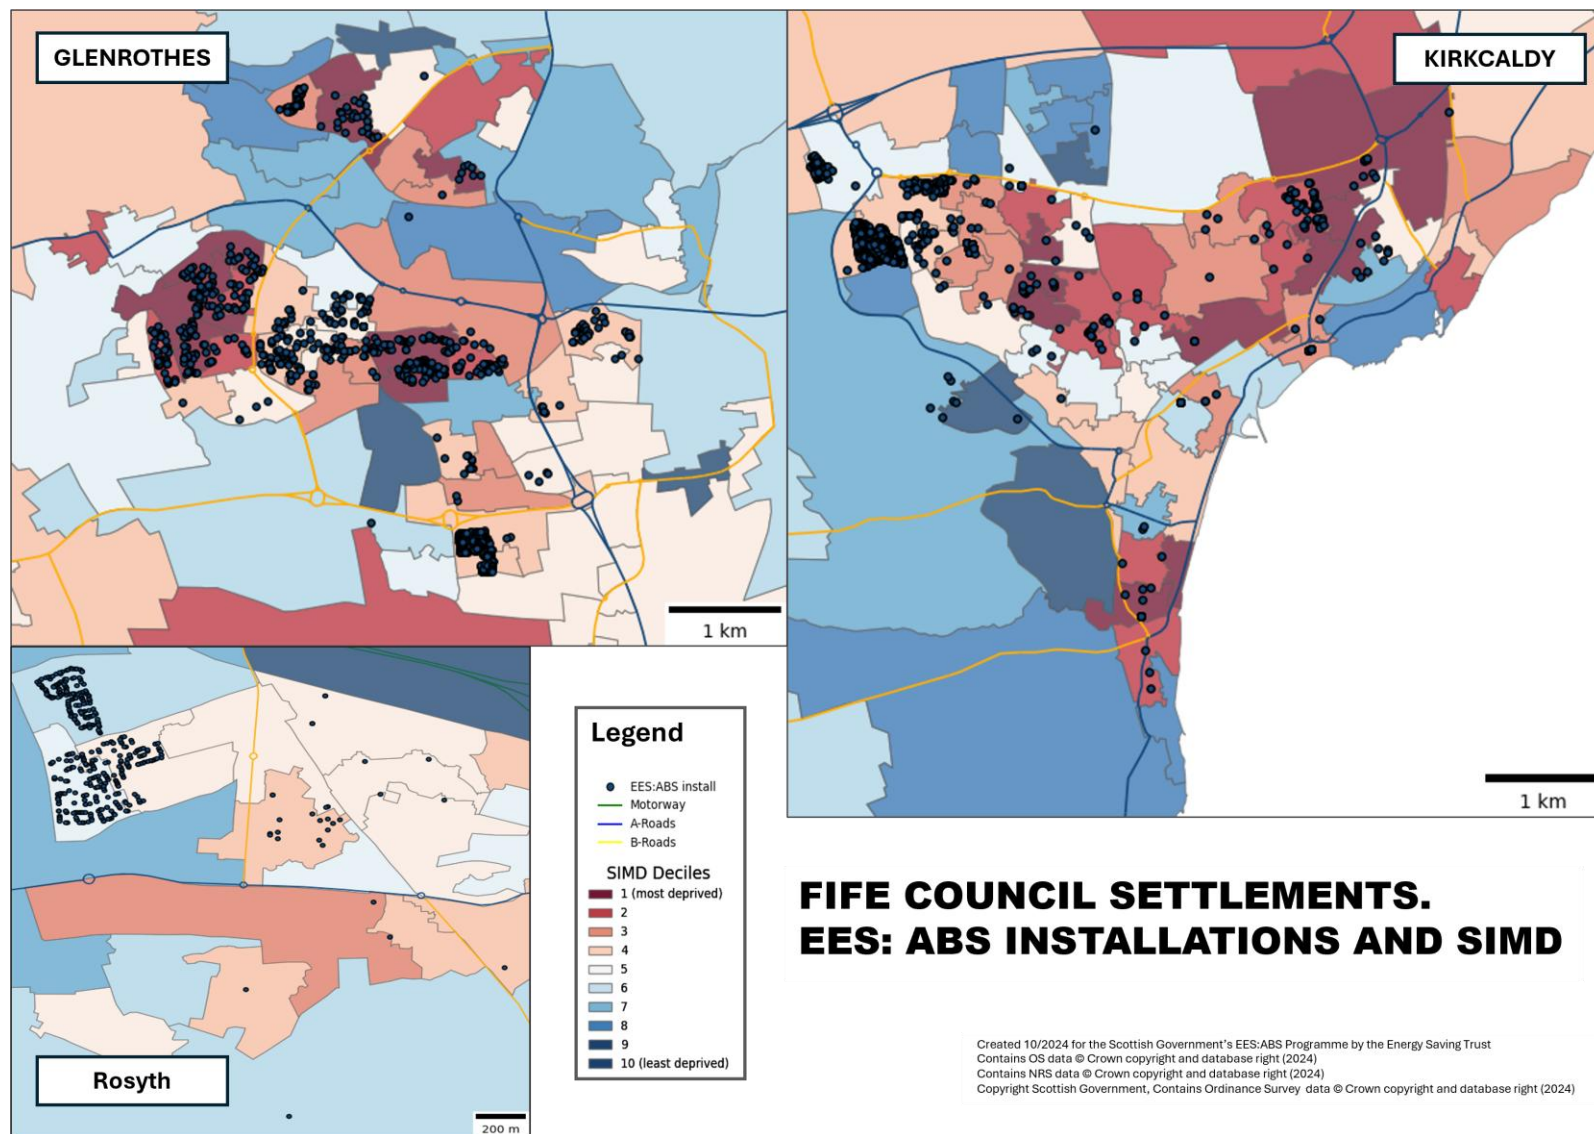 GLENROTHES
KIRKCALDY
1 km
1 km
Rosyth
200 m
Legend
EES:ABS install
Motorway
A-Roads
B-Roads
SIMD Deciles
1 (most deprived)
2
3
4
5
6
7
8
9
10 (least deprived)
FIFE COUNCIL SETTLEMENTS.
EES: ABS INSTALLATIONS AND SIMD
Created 10/2024 for the Scottish Government's EES:ABS Programme by the Energy Saving Trust
Contains OS data © Crown copyright and database right (2024)
Contains NRS data © Crown copyright and database right (2024)
Copyright Scottish Government, Contains Ordinance Survey data © Crown copyright and database right (2024)